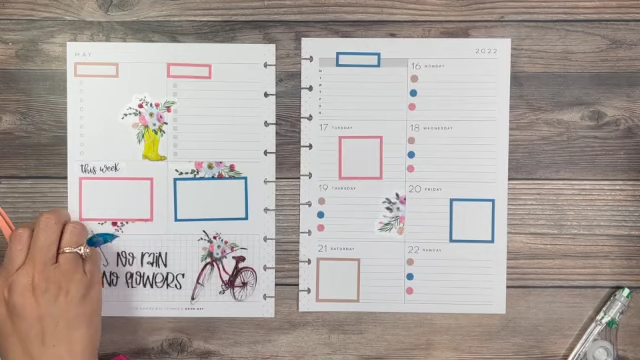 MAY
2022
16 MONDAY
17 TUESDAY
18 WEDNESDAY
this week
19 THURSDAY
20 FRIDAY
NO RAIN
NO FLOWERS
21 SATURDAY
22 SUNDAY